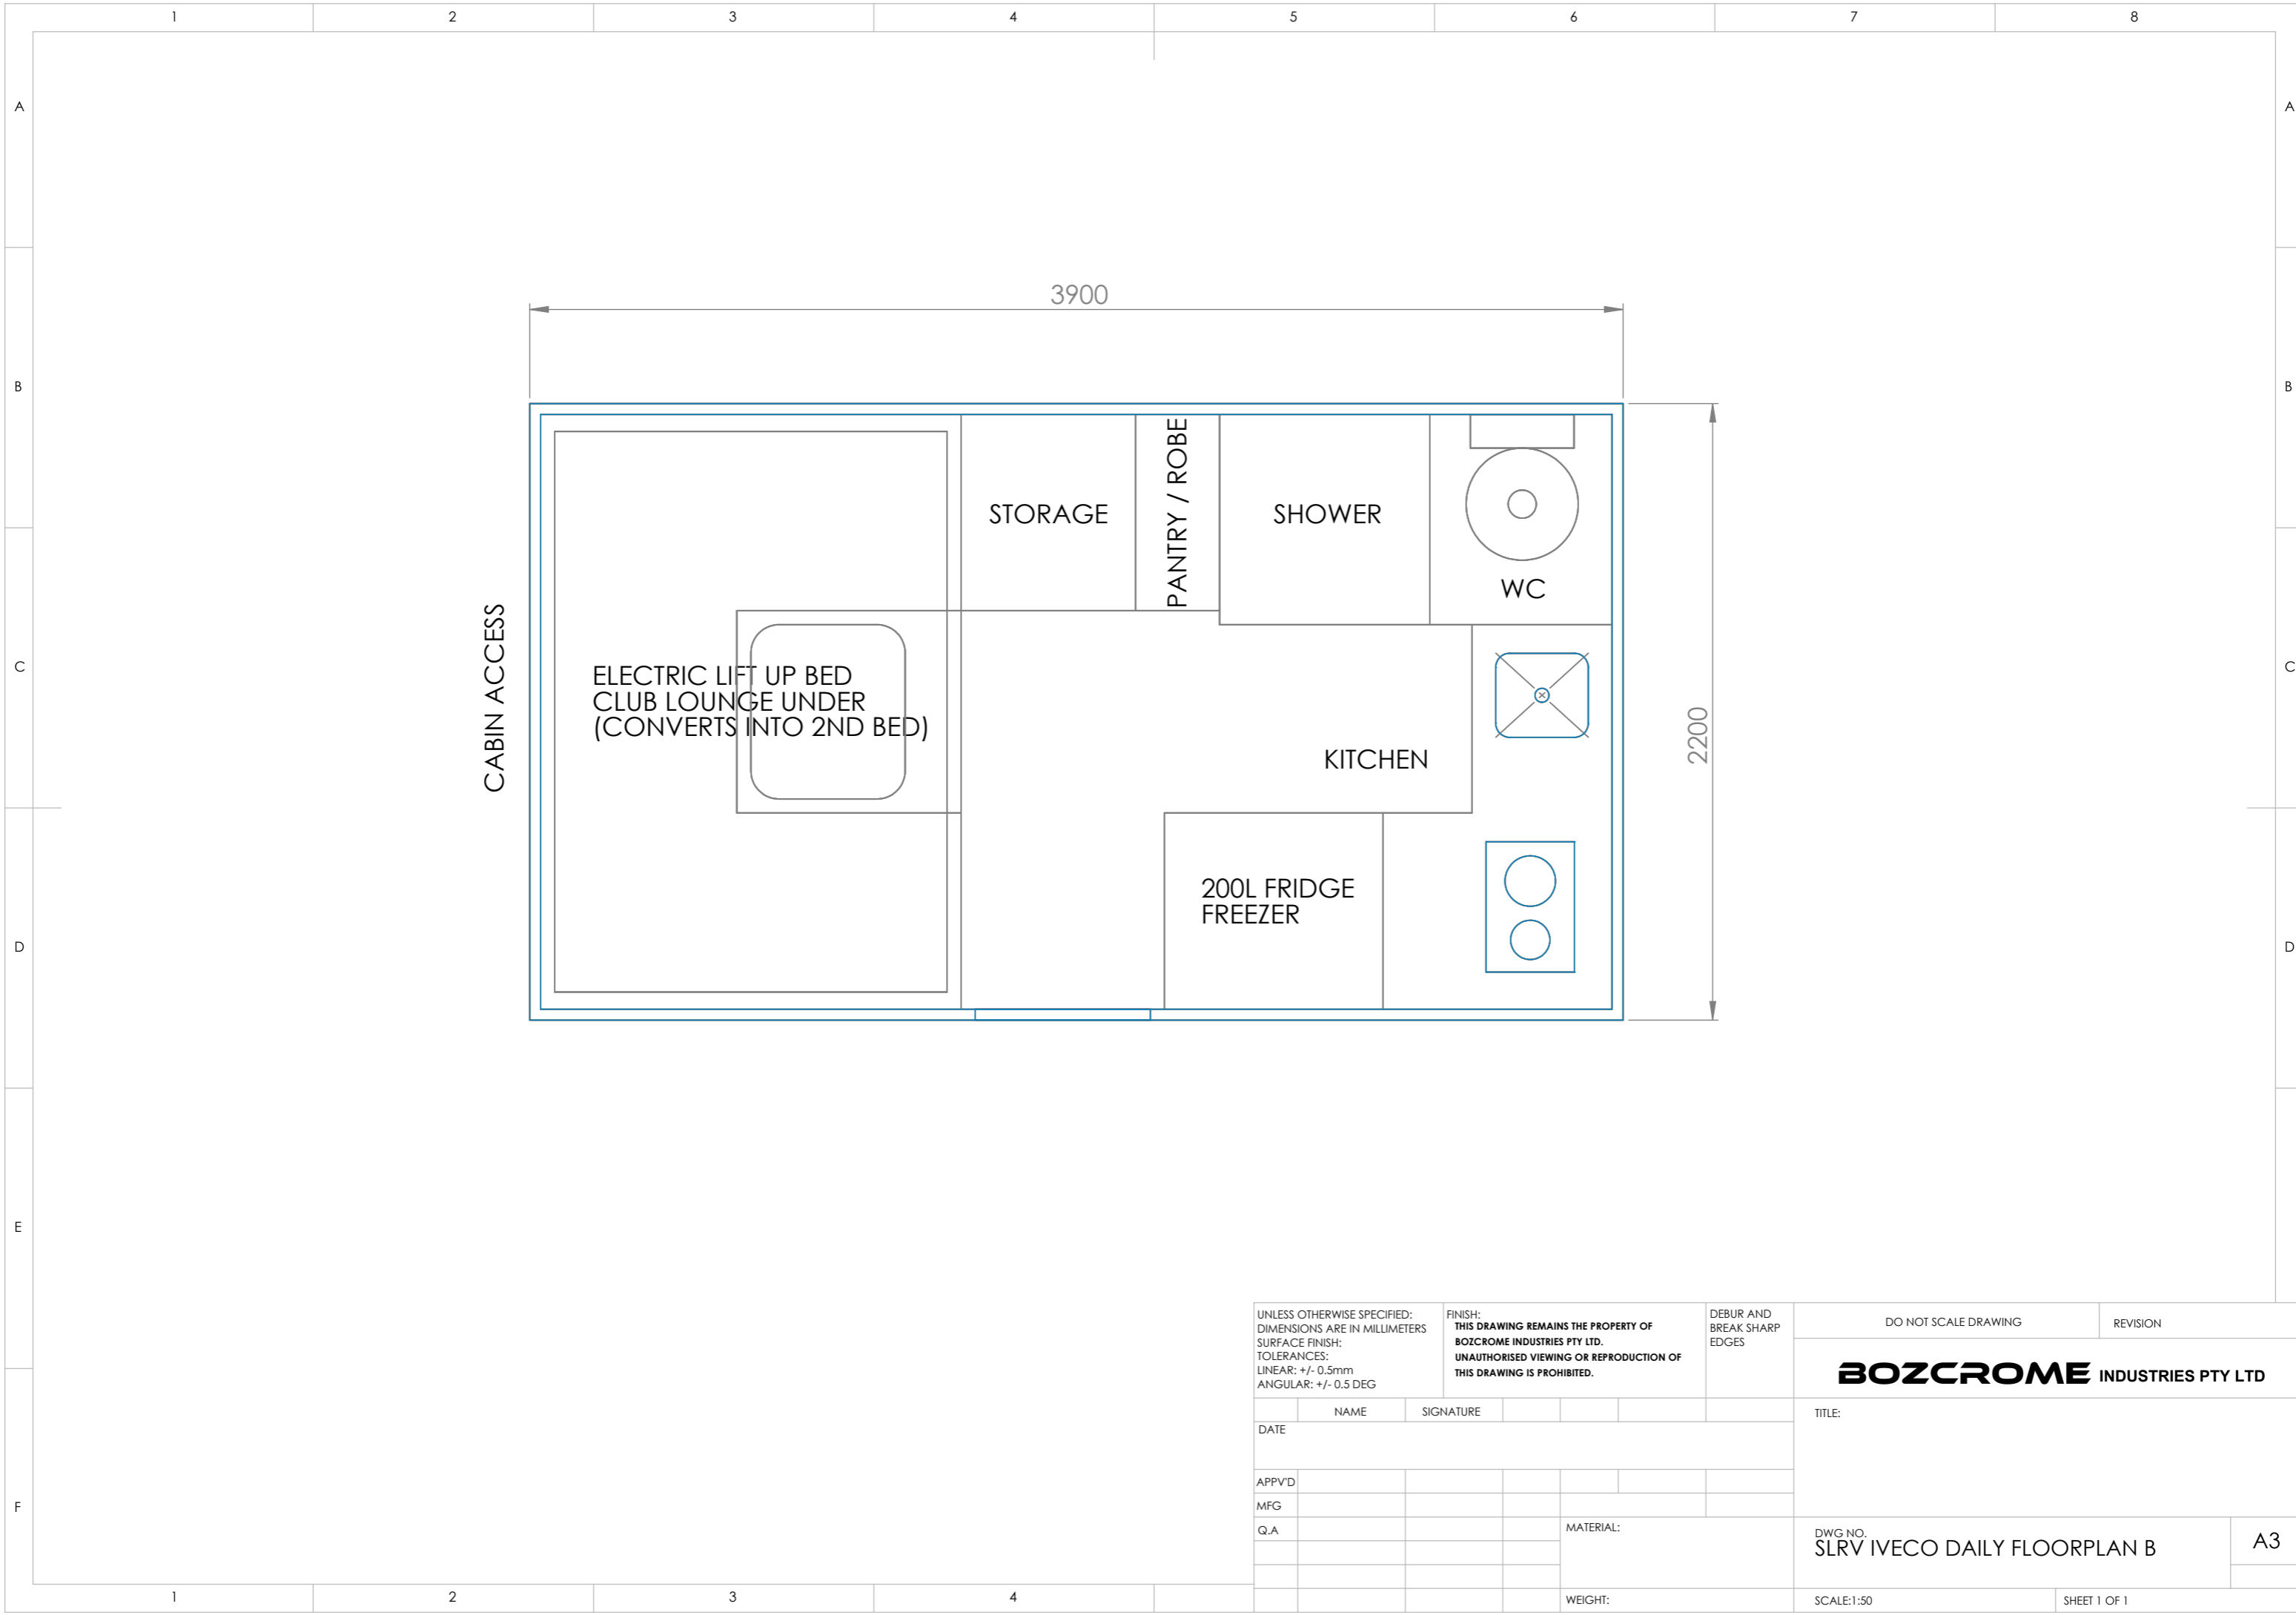 1 2 3 4 5 6 7 8
A A
3900
B B
STORAGE
PANTRY / ROBE
SHOWER
WC
C C
CABIN ACCESS
ELECTRIC LIFT UP BED
CLUB LOUNGE UNDER
(CONVERTS INTO 2ND BED)
KITCHEN
2200
200L FRIDGE
FREEZER
D D
E E
UNLESS OTHERWISE SPECIFIED:
DIMENSIONS ARE IN MILLIMETERS
SURFACE FINISH:
TOLERANCES:
LINEAR: +/- 0.5mm
ANGULAR: +/- 0.5 DEG
FINISH:
THIS DRAWING REMAINS THE PROPERTY OF
BOZCROME INDUSTRIES PTY LTD.
UNAUTHORISED VIEWING OR REPRODUCTION OF
THIS DRAWING IS PROHIBITED.
DEBUR AND
BREAK SHARP
EDGES
DO NOT SCALE DRAWING
REVISION
BOZCROME INDUSTRIES PTY LTD
NAME
SIGNATURE
DATE
TITLE:
APPV'D
MFG
F
Q.A
MATERIAL:
DWG NO.
SLRV IVECO DAILY FLOORPLAN B
A3
WEIGHT:
SCALE:1:50
SHEET 1 OF 1
1 2 3 4